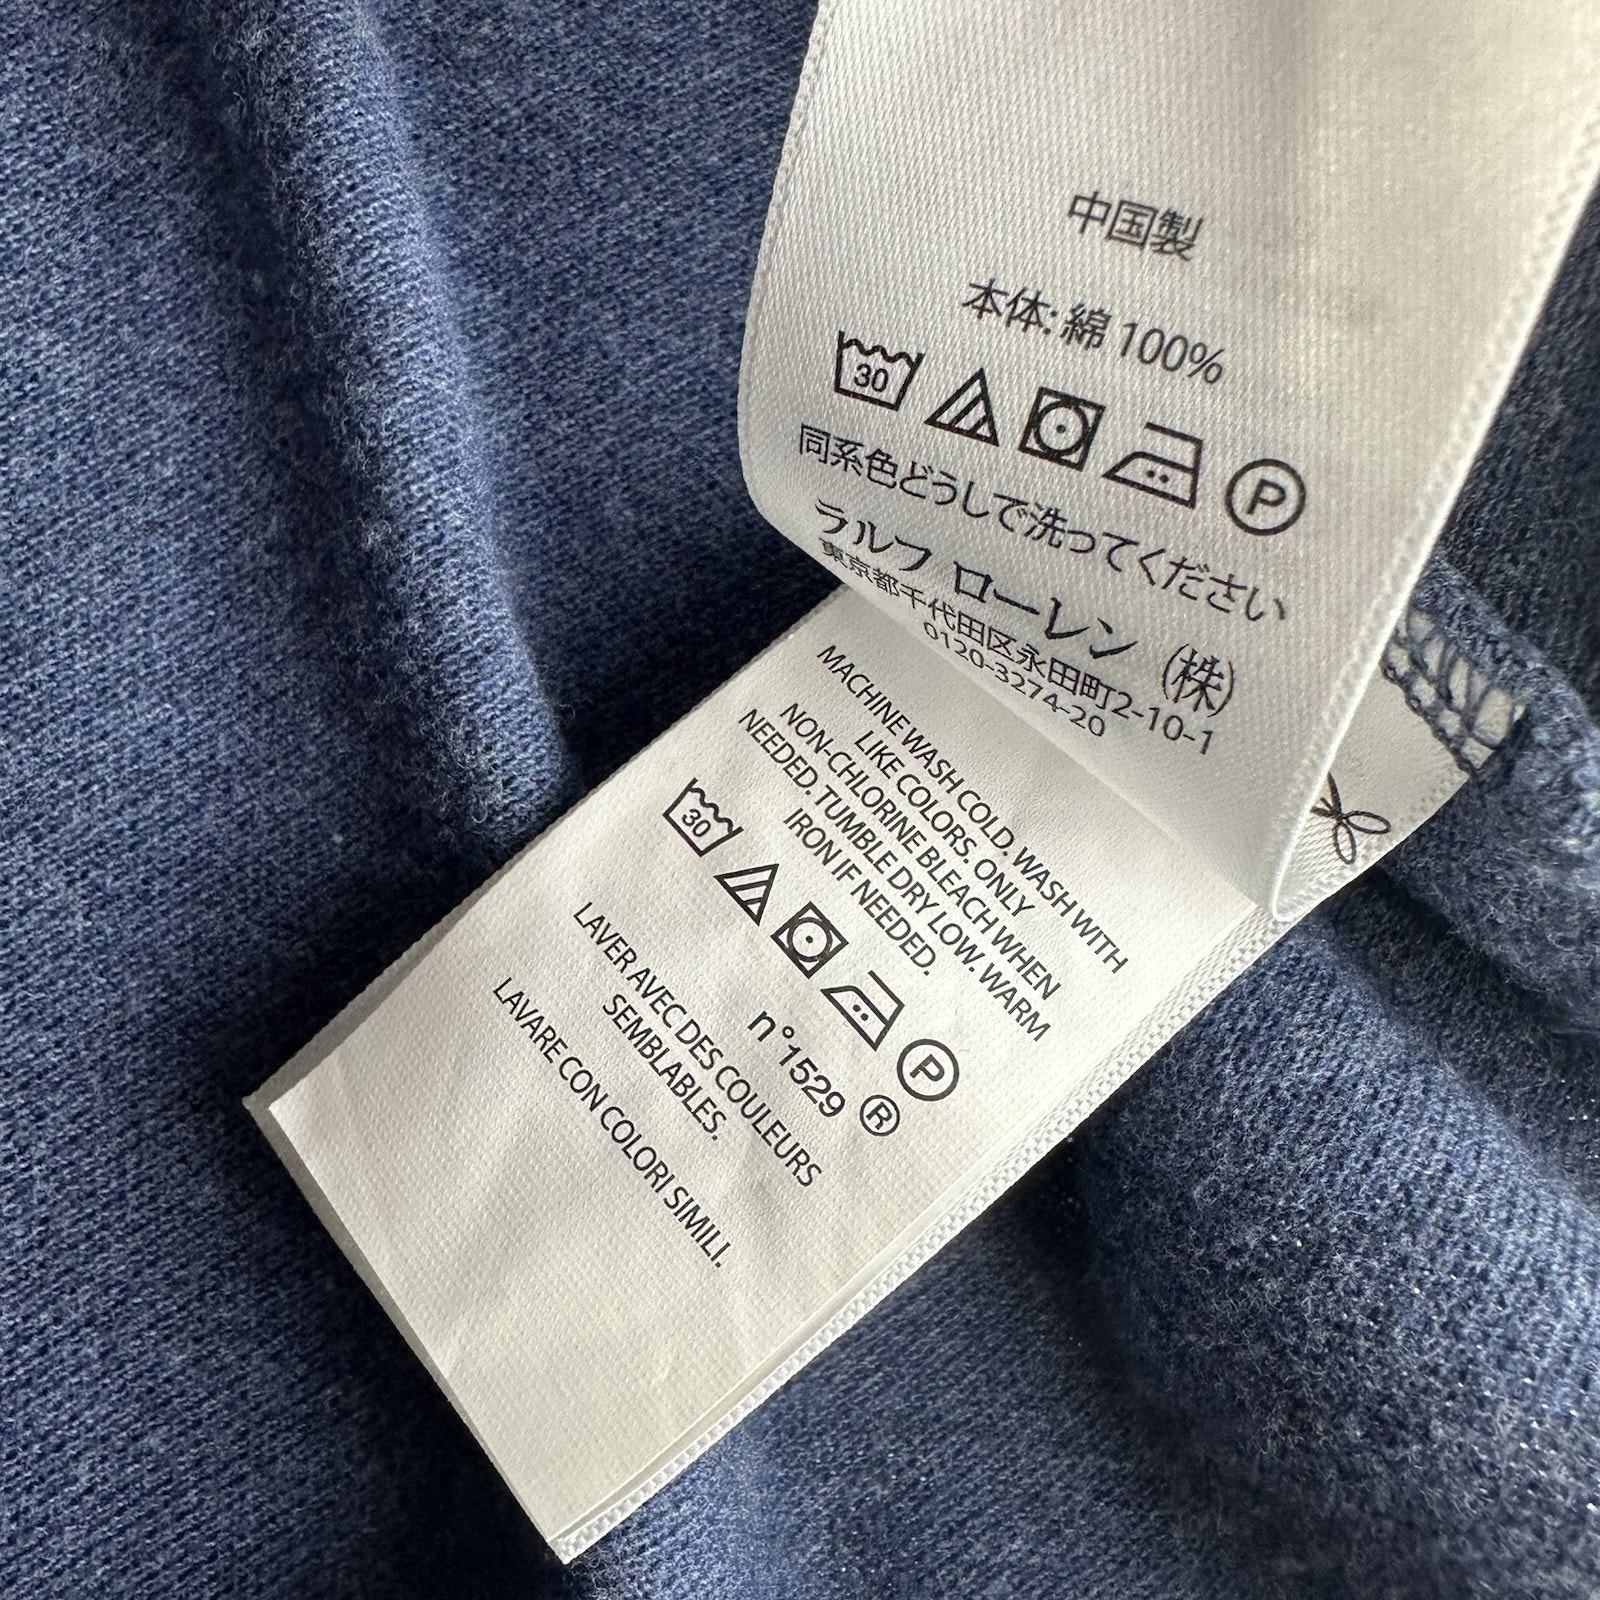 中国製
本体: 綿 100%
30
P
同系色どうしで洗ってください
ラルフ ローレン (株)
東京都千代田区永田町2-10-1
0120-3274-20
MACHINE WASH COLD. WASH WITH
LIKE COLORS. ONLY
NON-CHLORINE BLEACH WHEN
NEEDED. TUMBLE DRY LOW. WARM
IRON IF NEEDED.
30
P
n°1529 ®
LAVER AVEC DES COULEURS
SEMBLABLES.
LAVARE CON COLORI SIMILI.